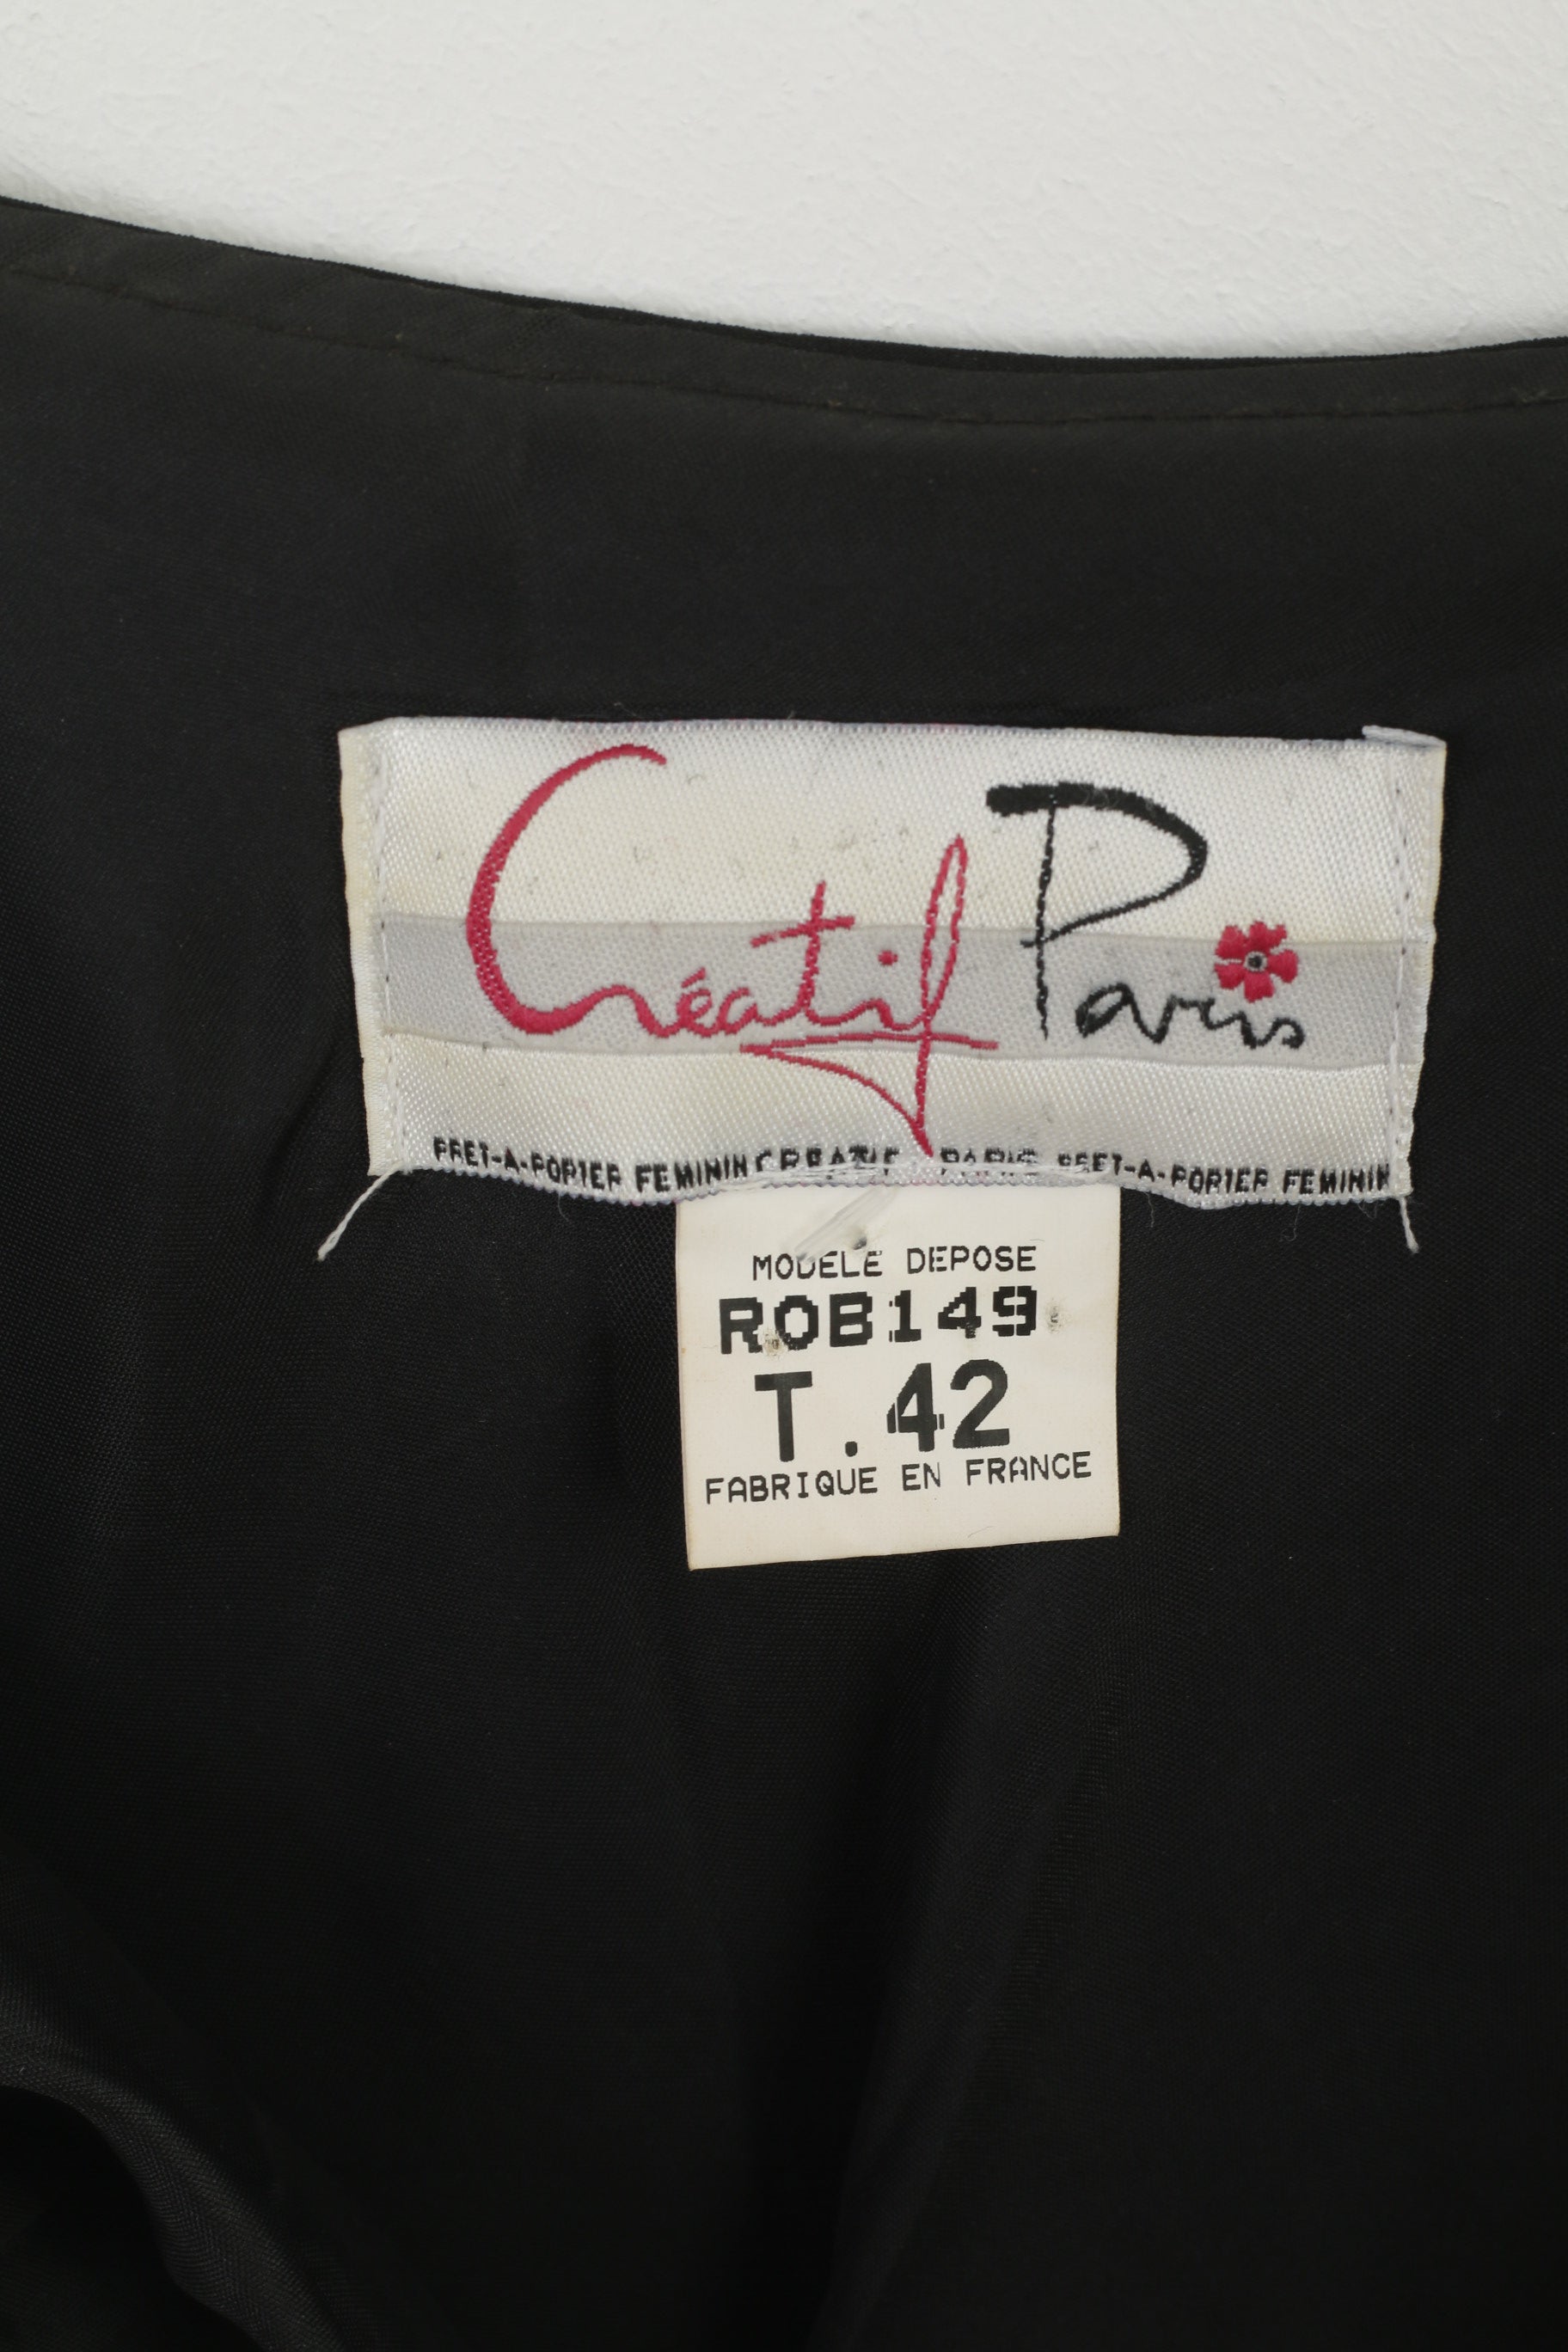 Créatif Paris
PRET-A-PORTER FEMININ CREATIF PARIS PRET-A-PORTER FEMININ
MODELE DEPOSE
ROB149
T.42
FABRIQUE EN FRANCE